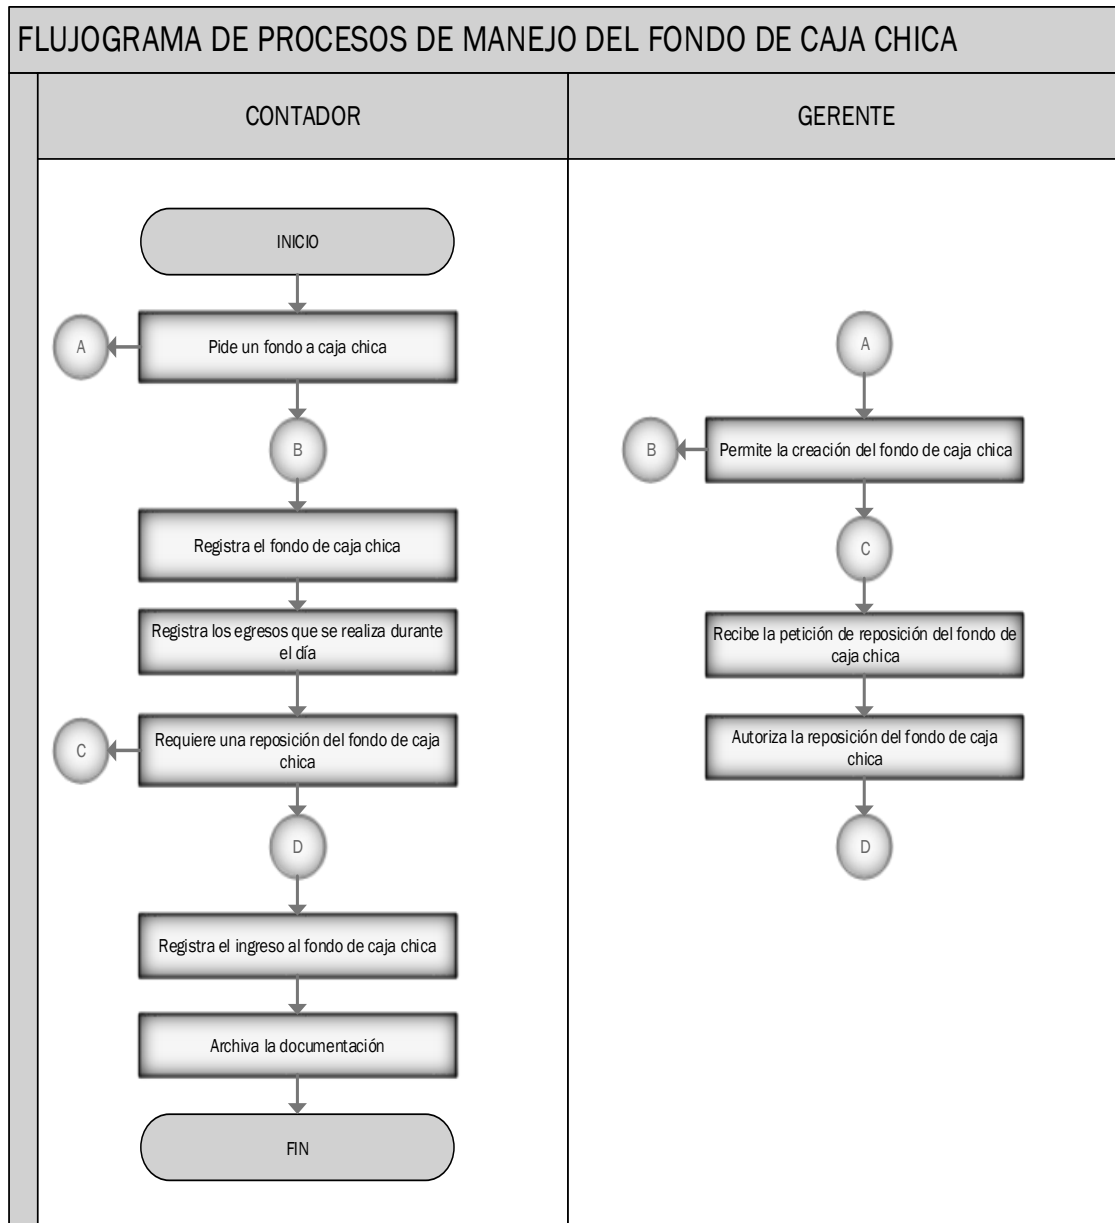 FLUJOGRAMA DE PROCESOS DE MANEJO DEL FONDO DE CAJA CHICA
CONTADOR
INICIO
Pide un fondo a caja chica
A
B
Registra el fondo de caja chica
Registra los egresos que se realiza durante
el día
Requiere una reposición del fondo de caja
chica
C
D
Registra el ingreso al fondo de caja chica
Archiva la documentación
FIN
GERENTE
A
Permite la creación del fondo de caja chica
B
C
Recibe la petición de reposición del fondo de
caja chica
Autoriza la reposición del fondo de caja
chica
D